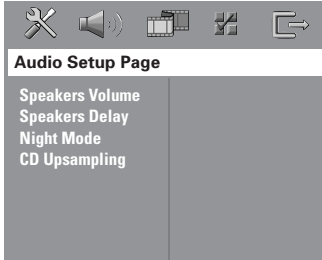 Audio Setup Page
Speakers Volume
Speakers Delay
Night Mode
CD Upsampling